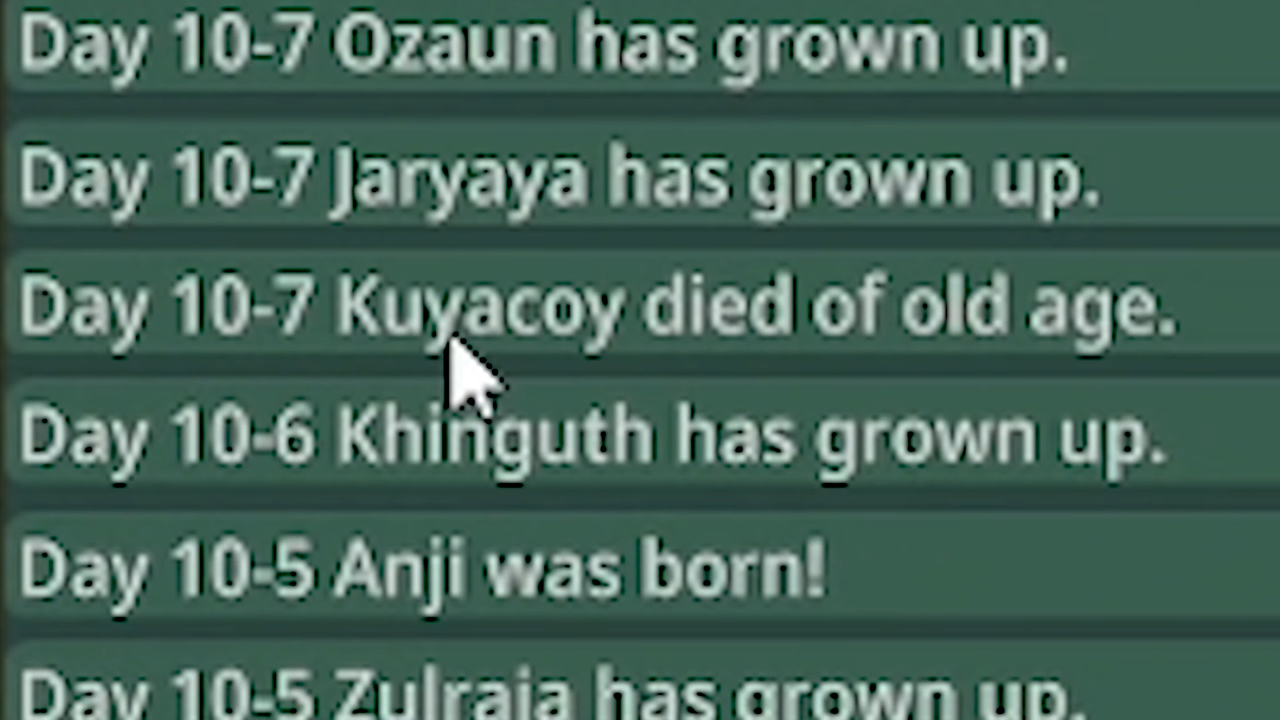 Day 10-7 Ozaun has grown up.
Day 10-7 Jaryaya has grown up.
Day 10-7 Kuyacoy died of old age.
Day 10-6 Khinguth has grown up.
Day 10-5 Anji was born!
Day 10-5 Zulraja has grown up.